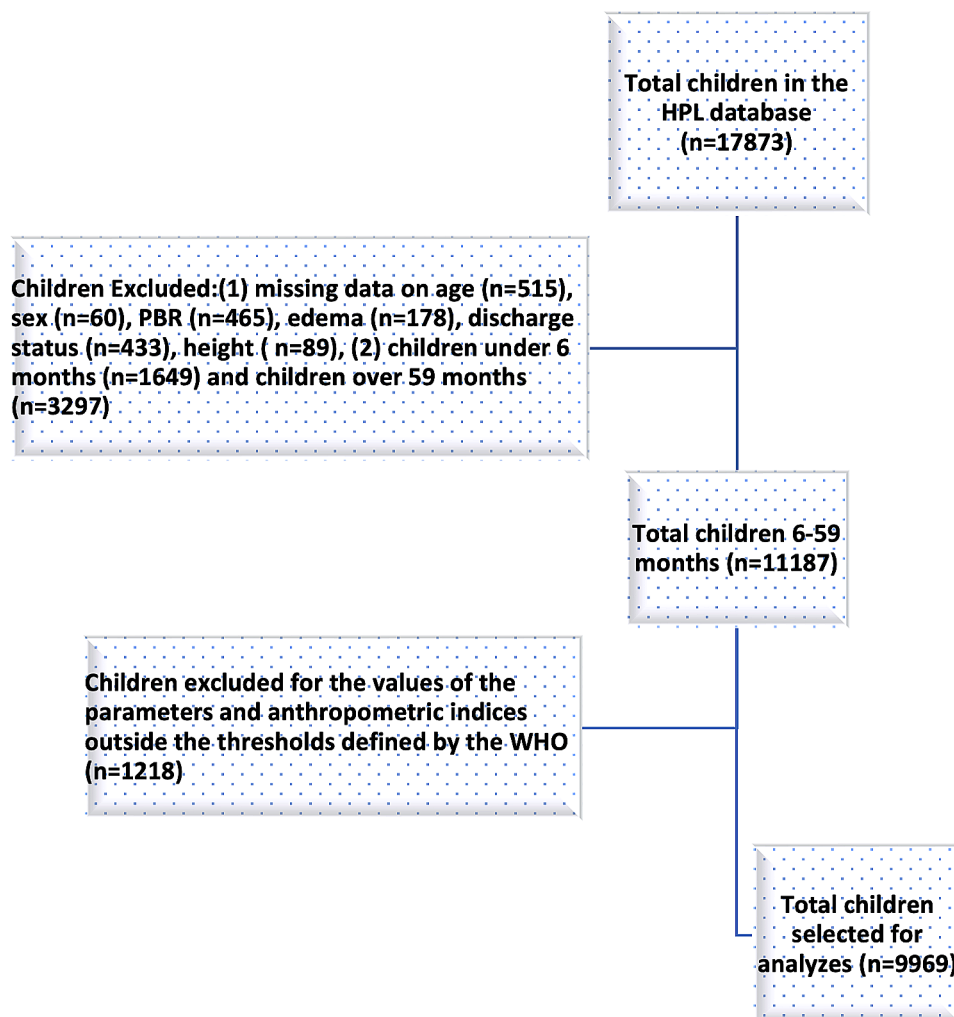 Total children in the
HPL database
(n=17873)
Children Excluded:(1) missing data on age (n=515),
sex (n=60), PBR (n=465), edema (n=178), discharge
status (n=433), height ( n=89), (2) children under 6
months (n=1649) and children over 59 months
(n=3297)
Total children 6-59
months (n=11187)
Children excluded for the values of the
parameters and anthropometric indices
outside the thresholds defined by the WHO
(n=1218)
Total children
selected for
analyzes (n=9969)